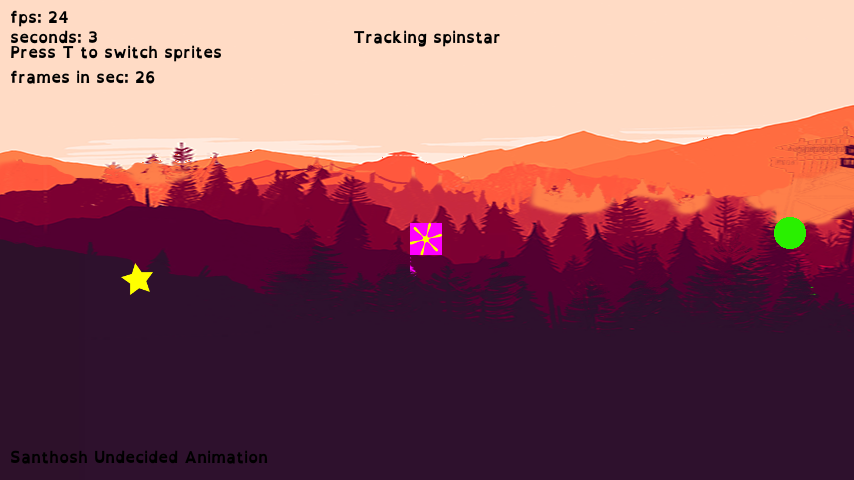 fps: 24
seconds: 3
Press T to switch sprites
frames in sec: 26
Tracking spinstar
Santhosh Undecided Animation